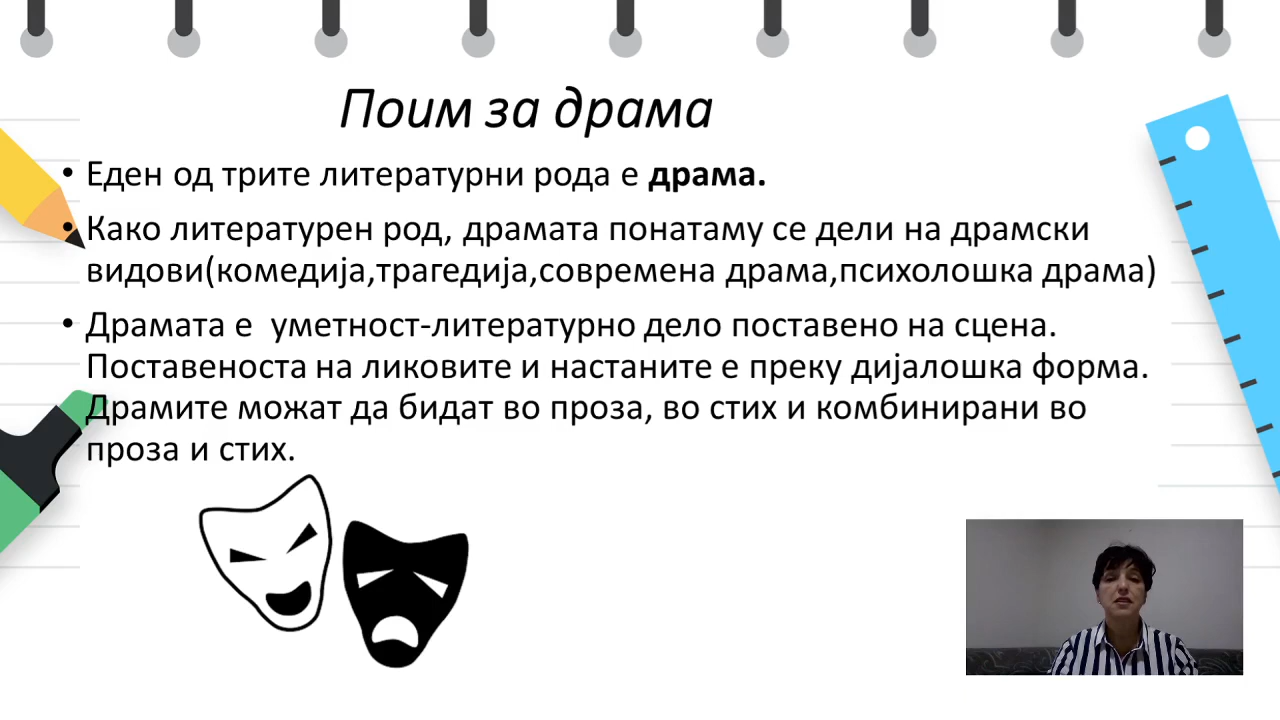 Поим за драма
• Еден од трите литературни рода е драма.
• Како литературен род, драмата понатаму се дели на драмски
видови(комедија,трагедија,современа драма,психолошка драма)
• Драмата е  уметност-литературно дело поставено на сцена.
Поставеноста на ликовите и настаните е преку дијалошка форма.
Драмите можат да бидат во проза, во стих и комбинирани во
проза и стих.